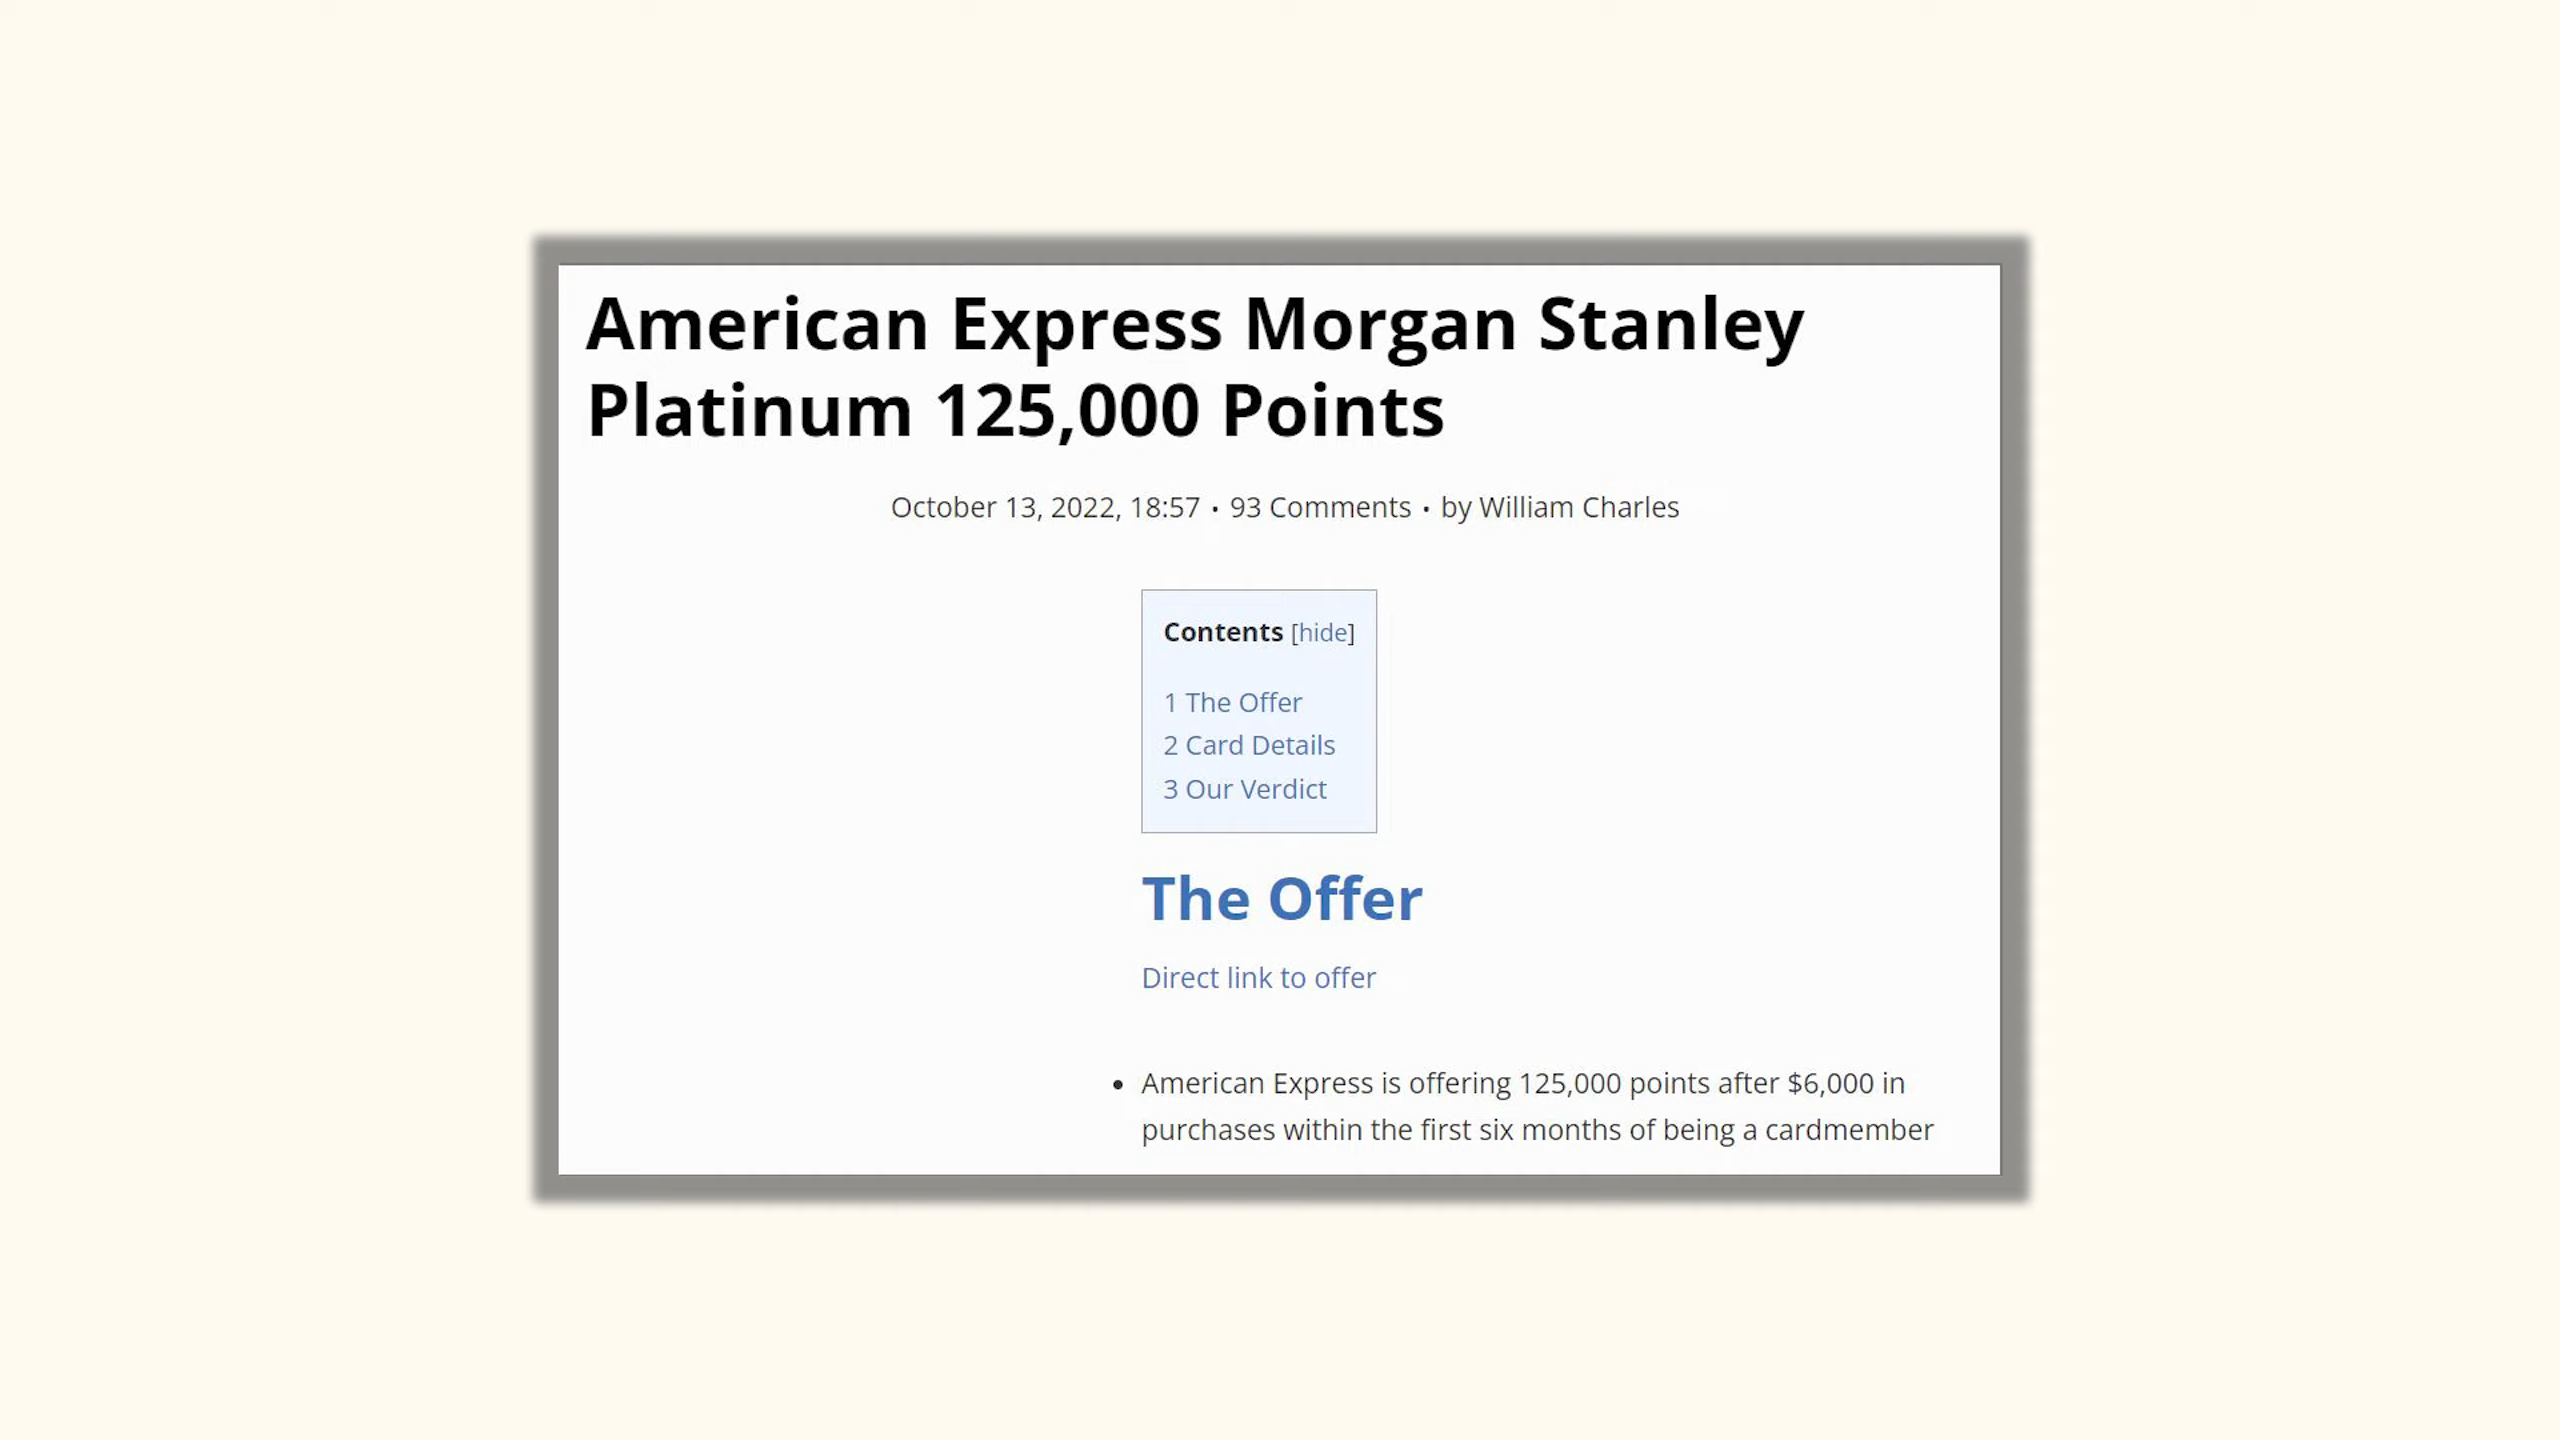 American Express Morgan Stanley
Platinum 125,000 Points
October 13, 2022, 18:57 • 93 Comments • by William Charles
Contents [hide]
1 The Offer
2 Card Details
3 Our Verdict
The Offer
Direct link to offer
• American Express is offering 125,000 points after $6,000 in
purchases within the first six months of being a cardmember